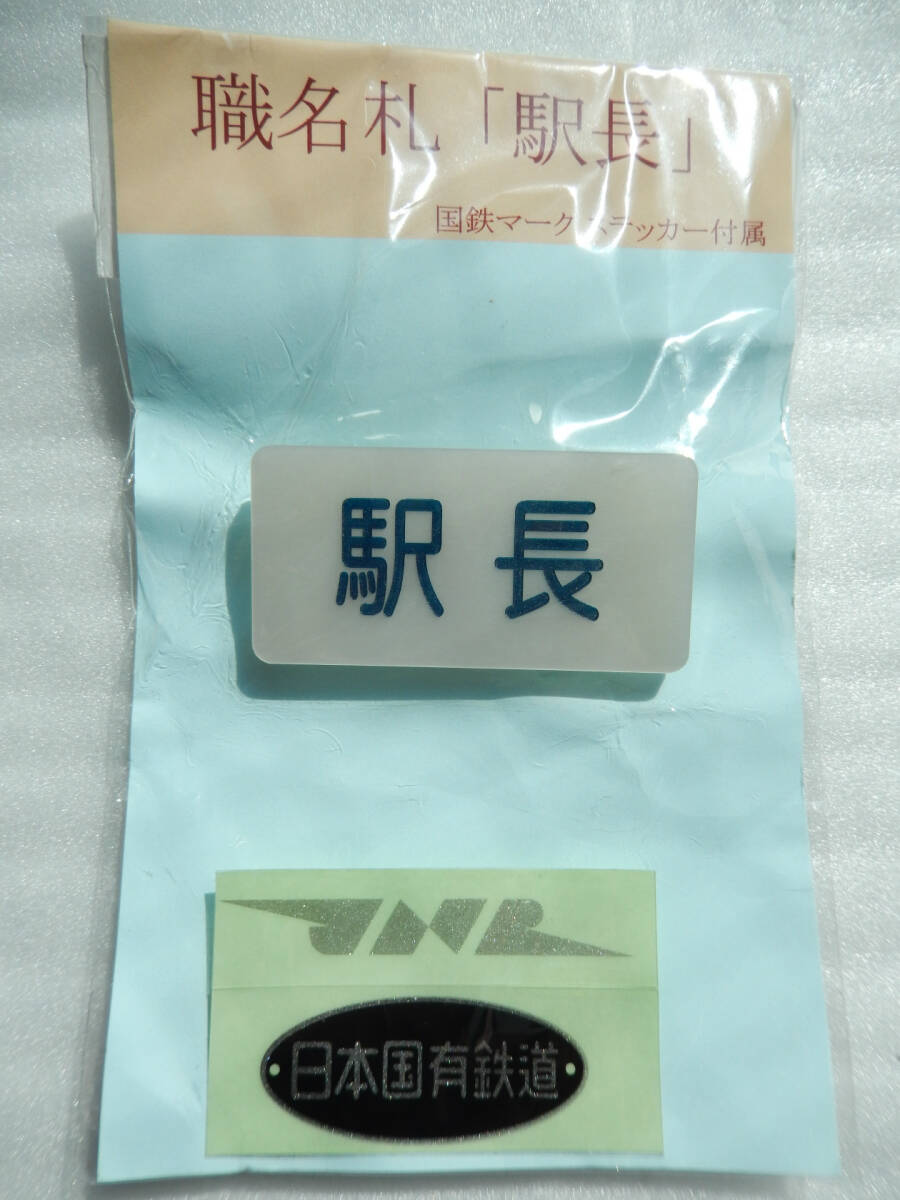 職名札「駅長」
国鉄マークステッカー付属
駅長
JNR
日本国有鉄道